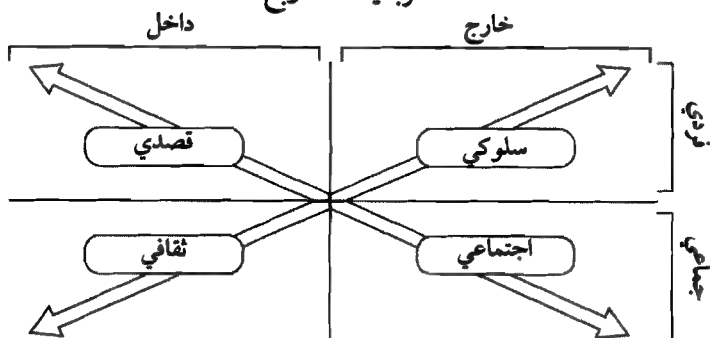 خارج داخل
فردي
سلوكي قصدي
اجتماعي ثقافي
جماعي